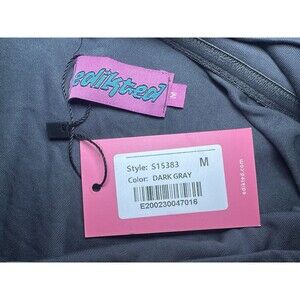 edikted
M
Style: S15383 M
Color: DARK GRAY
E200230047016
edikted.com